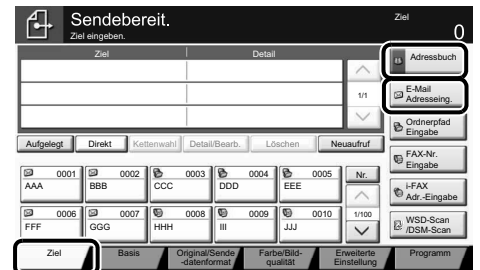 Sendebereit.
Ziel eingeben.
Ziel
0
Ziel Detail
1/1
Adressbuch
E-Mail
Adresseing.
Ordnerpfad
Eingabe
FAX-Nr.
Eingabe
i-FAX
Adr.-Eingabe
WSD-Scan
/DSM-Scan
Aufgelegt Direkt Kettenwahl Detail/Bearb. Löschen Neuaufruf
0001 0002 0003 0004 0005 Nr.
AAA BBB CCC DDD EEE
0006 0007 0008 0009 0010 1/100
FFF GGG HHH III JJJ
Ziel
Basis
Original/Sende
-datenformat
Farbe/Bild-
qualität
Erweiterte
Einstellung
Programm